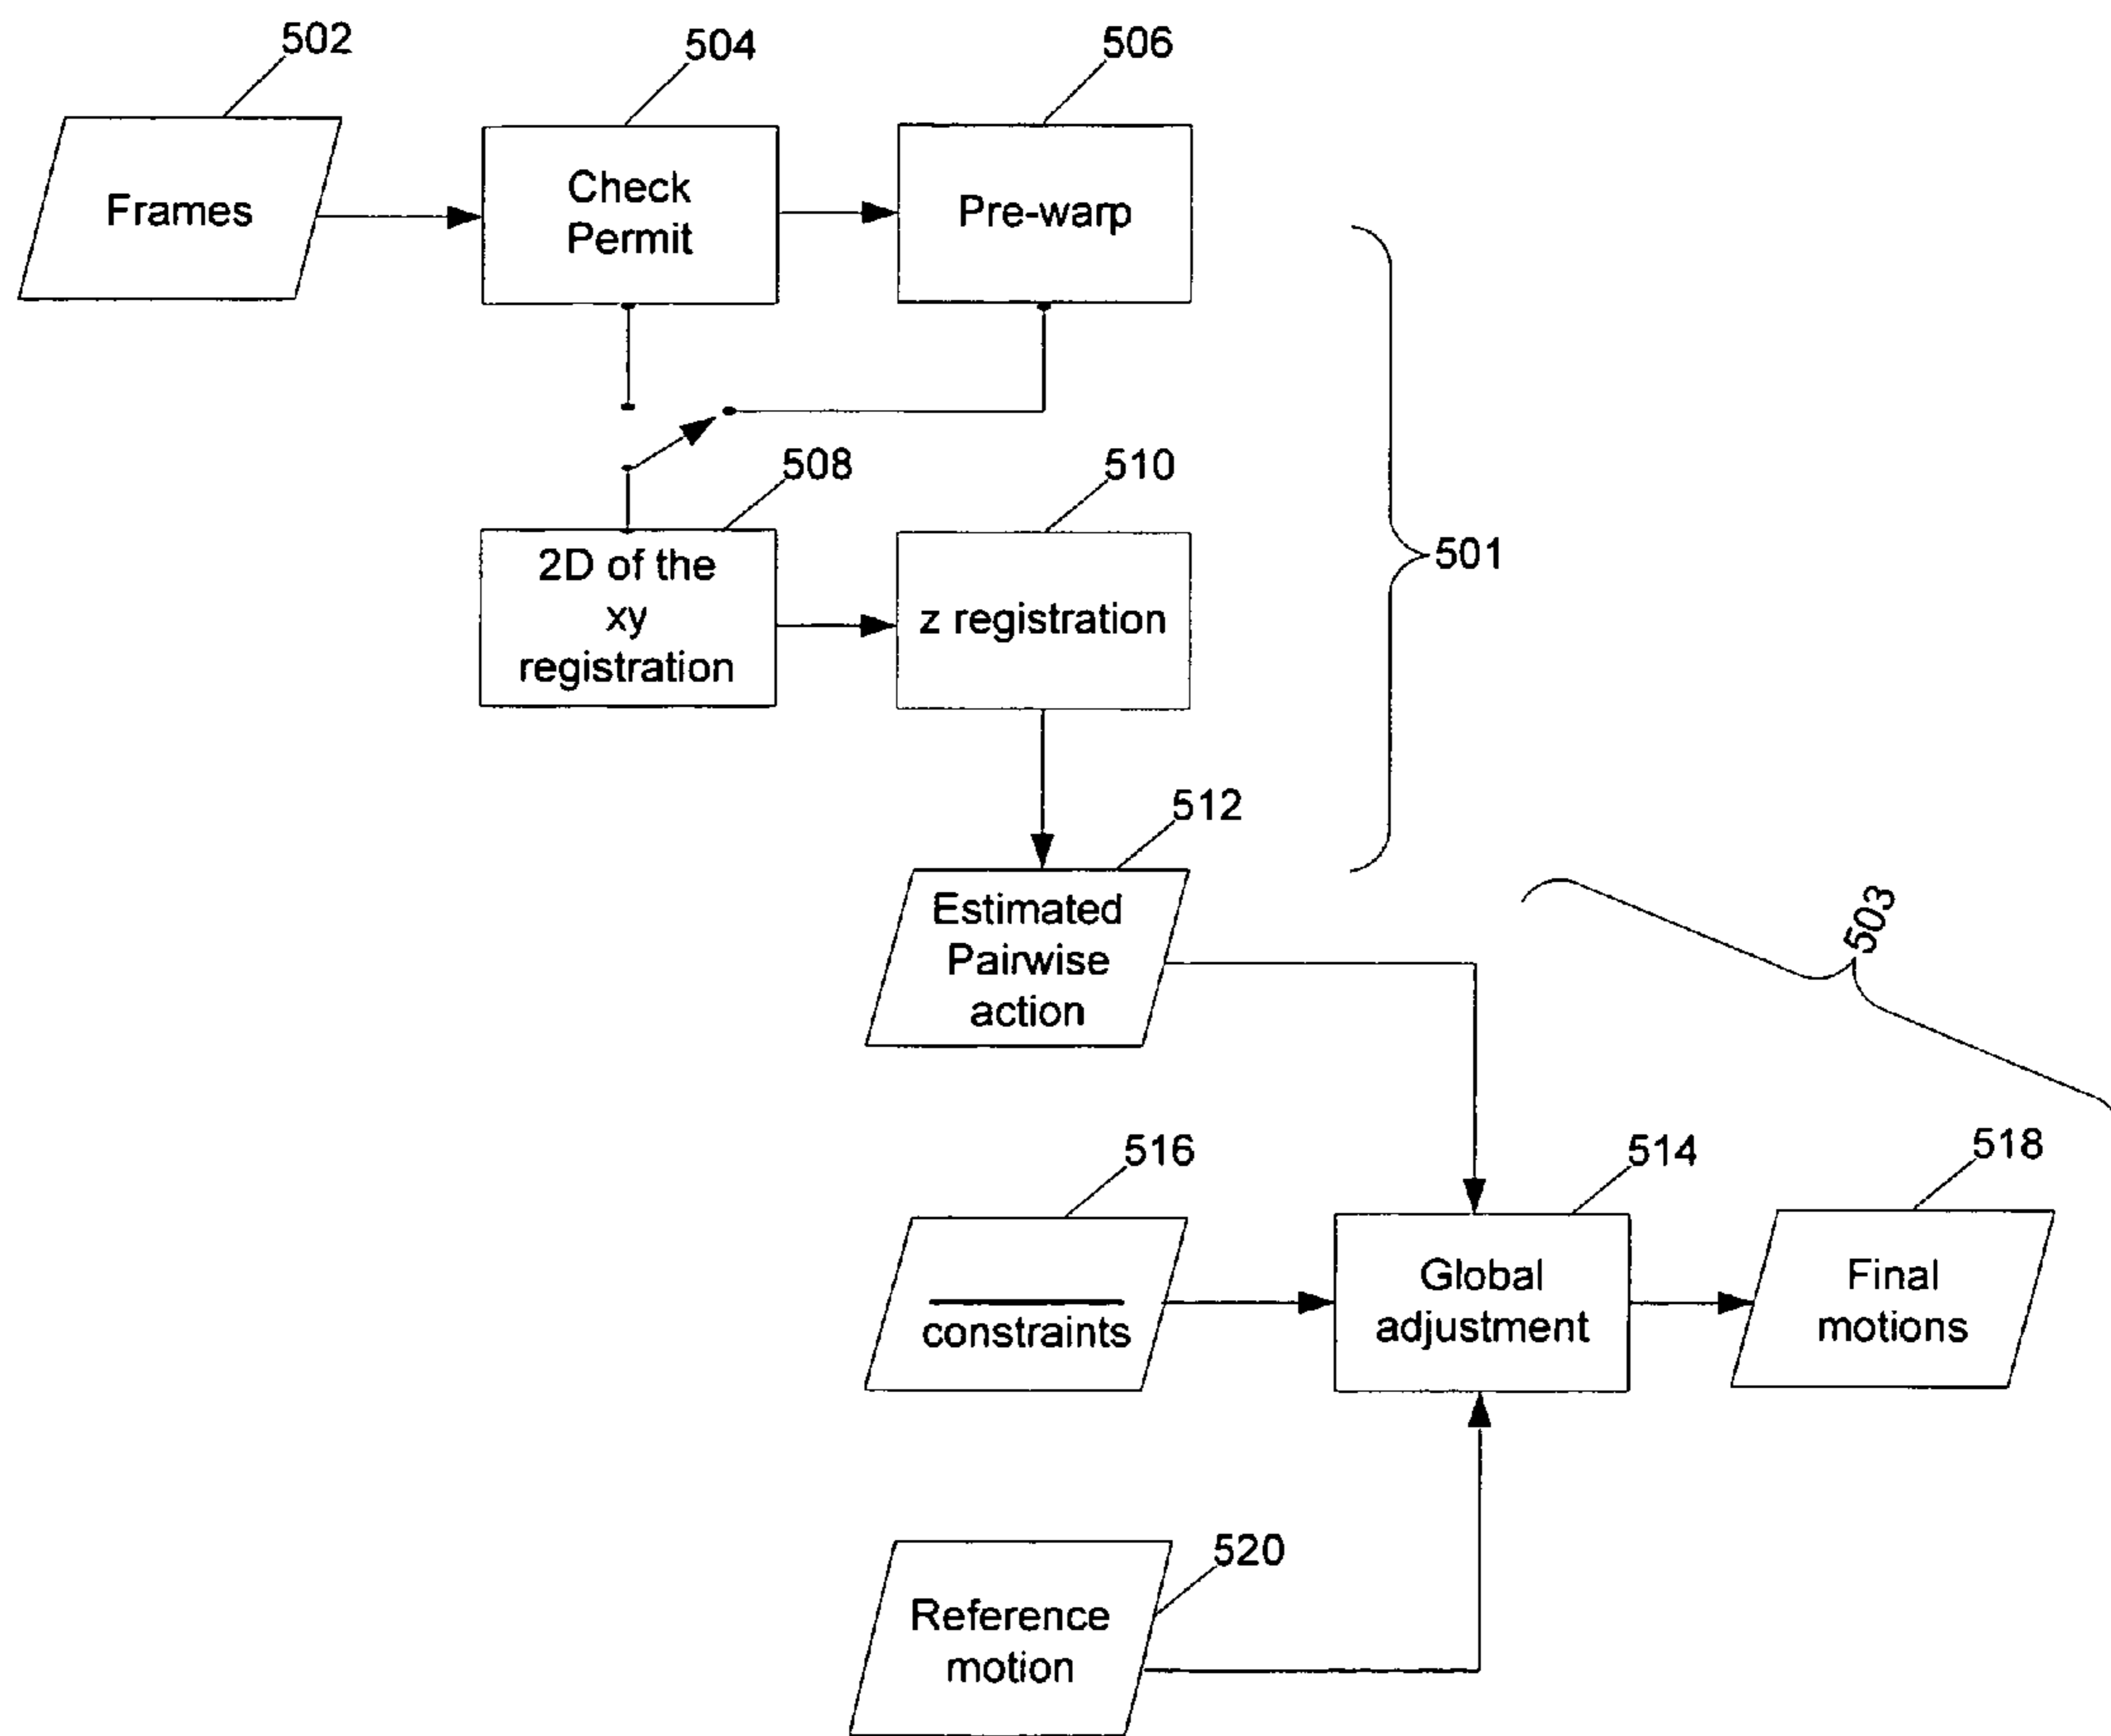 502
504
506
Frames
Check
Permit
Pre-warp
508
510
501
2D of the
xy
registration
z registration
512
Estimated
Pairwise
action
503
516
514
518
constraints
Global
adjustment
Final
motions
520
Reference
motion